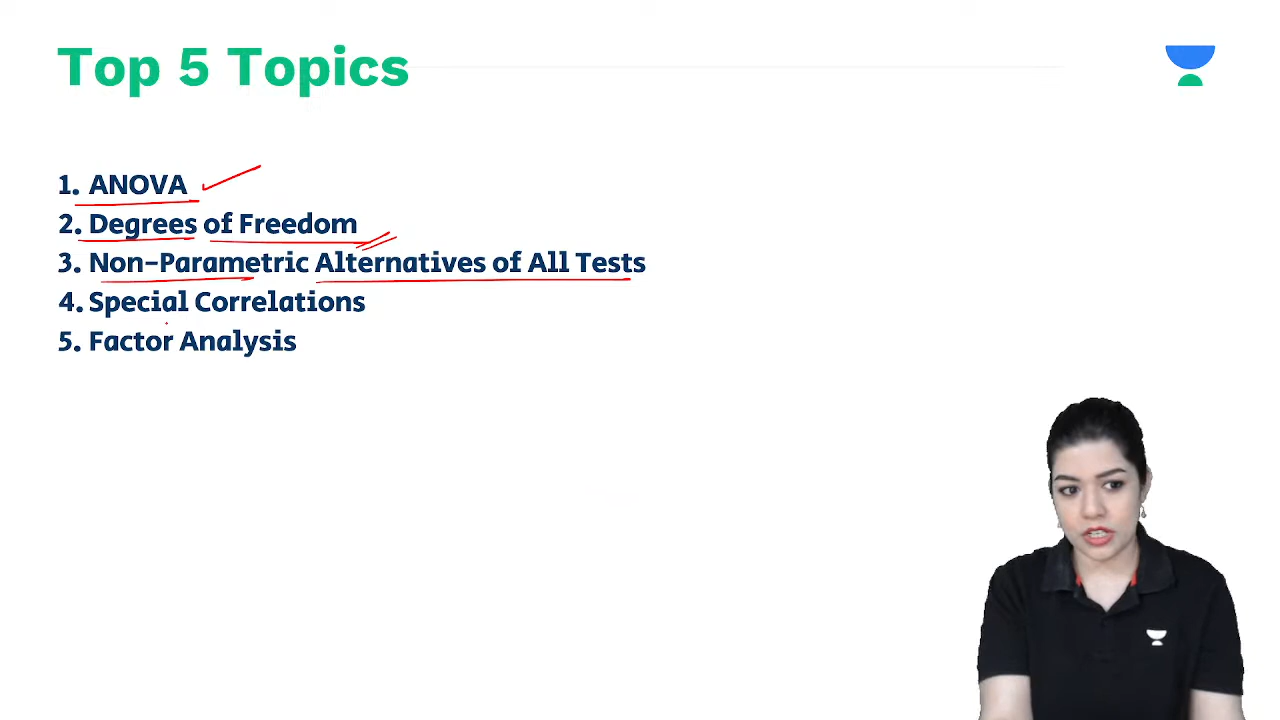 Top 5 Topics
1. ANOVA
2. Degrees of Freedom
3. Non-Parametric Alternatives of All Tests
4. Special Correlations
5. Factor Analysis